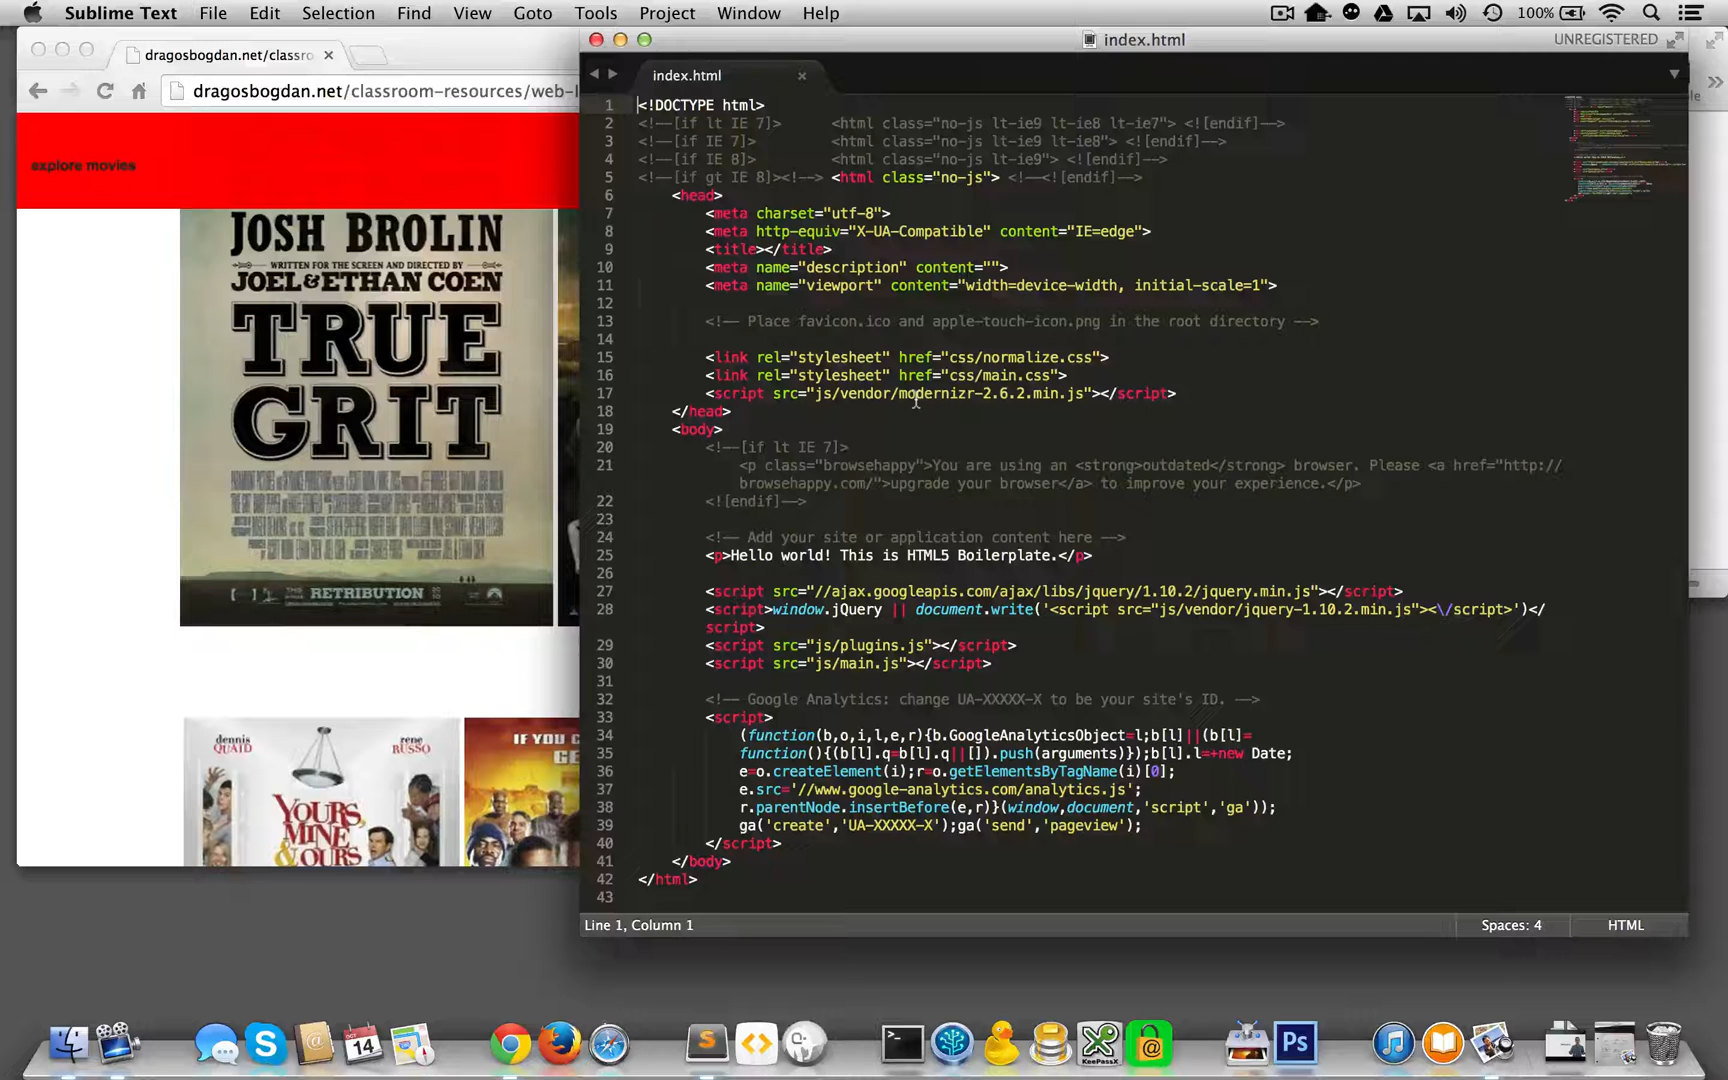 Sublime Text File Edit Selection Find View Goto Tools Project Window Help 100%
dragosbogdan.net/classro
dragosbogdan.net/classroom-resources/web-l
explore movies
JOSH BROLIN
WRITTEN FOR THE SCREEN AND DIRECTED BY
JOEL & ETHAN COEN
TRUE
GRIT
RETRIBUTION
dennis
QUAID
rene
RUSSO
YOURS,
MINE
& OURS
IF YOU C
GE
index.html
UNREGISTERED
index.html
1 <!DOCTYPE html>
2 <!--[if lt IE 7]>      <html class="no-js lt-ie9 lt-ie8 lt-ie7"> <![endif]-->
3 <!--[if IE 7]>         <html class="no-js lt-ie9 lt-ie8"> <![endif]-->
4 <!--[if IE 8]>         <html class="no-js lt-ie9"> <![endif]-->
5 <!--[if gt IE 8]><!--> <html class="no-js"> <!--<![endif]-->
6 <head>
7 <meta charset="utf-8">
8 <meta http-equiv="X-UA-Compatible" content="IE=edge">
9 <title></title>
10 <meta name="description" content="">
11 <meta name="viewport" content="width=device-width, initial-scale=1">
12
13 <!-- Place favicon.ico and apple-touch-icon.png in the root directory -->
14
15 <link rel="stylesheet" href="css/normalize.css">
16 <link rel="stylesheet" href="css/main.css">
17 <script src="js/vendor/modernizr-2.6.2.min.js"></script>
18 </head>
19 <body>
20 <!--[if lt IE 7]>
21 <p class="browsehappy">You are using an <strong>outdated</strong> browser. Please <a href="http://
browsehappy.com/">upgrade your browser</a> to improve your experience.</p>
22 <![endif]-->
23
24 <!-- Add your site or application content here -->
25 <p>Hello world! This is HTML5 Boilerplate.</p>
26
27 <script src="//ajax.googleapis.com/ajax/libs/jquery/1.10.2/jquery.min.js"></script>
28 <script>window.jQuery || document.write('<script src="js/vendor/jquery-1.10.2.min.js"><\/script>')</
script>
29 <script src="js/plugins.js"></script>
30 <script src="js/main.js"></script>
31
32 <!-- Google Analytics: change UA-XXXXX-X to be your site's ID. -->
33 <script>
34 (function(b,o,i,l,e,r){b.GoogleAnalyticsObject=l;b[l]||(b[l]=
35 function(){(b[l].q=b[l].q||[]).push(arguments)});b[l].l=+new Date;
36 e=o.createElement(i);r=o.getElementsByTagName(i)[0];
37 e.src='//www.google-analytics.com/analytics.js';
38 r.parentNode.insertBefore(e,r)}(window,document,'script','ga'));
39 ga('create','UA-XXXXX-X');ga('send','pageview');
40 </script>
41 </body>
42 </html>
43
Line 1, Column 1
Spaces: 4
HTML
OCT
14
S
Ps
KeePassX
@